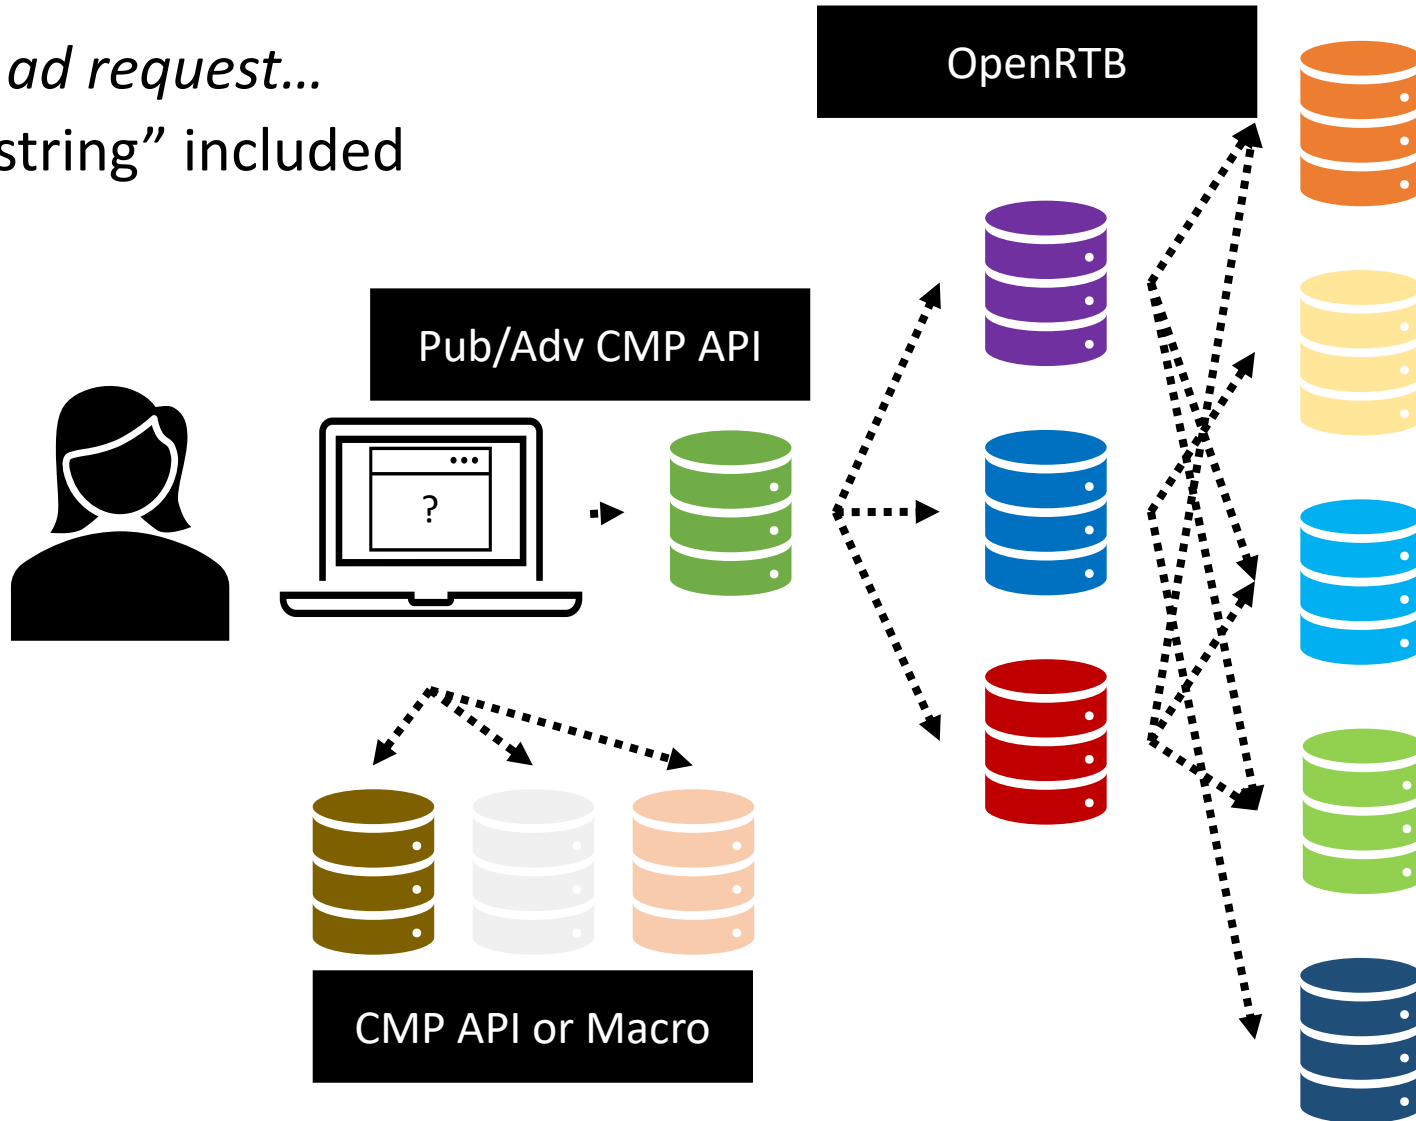 ad request…
string” included
OpenRTB
Pub/Adv CMP API
?
CMP API or Macro